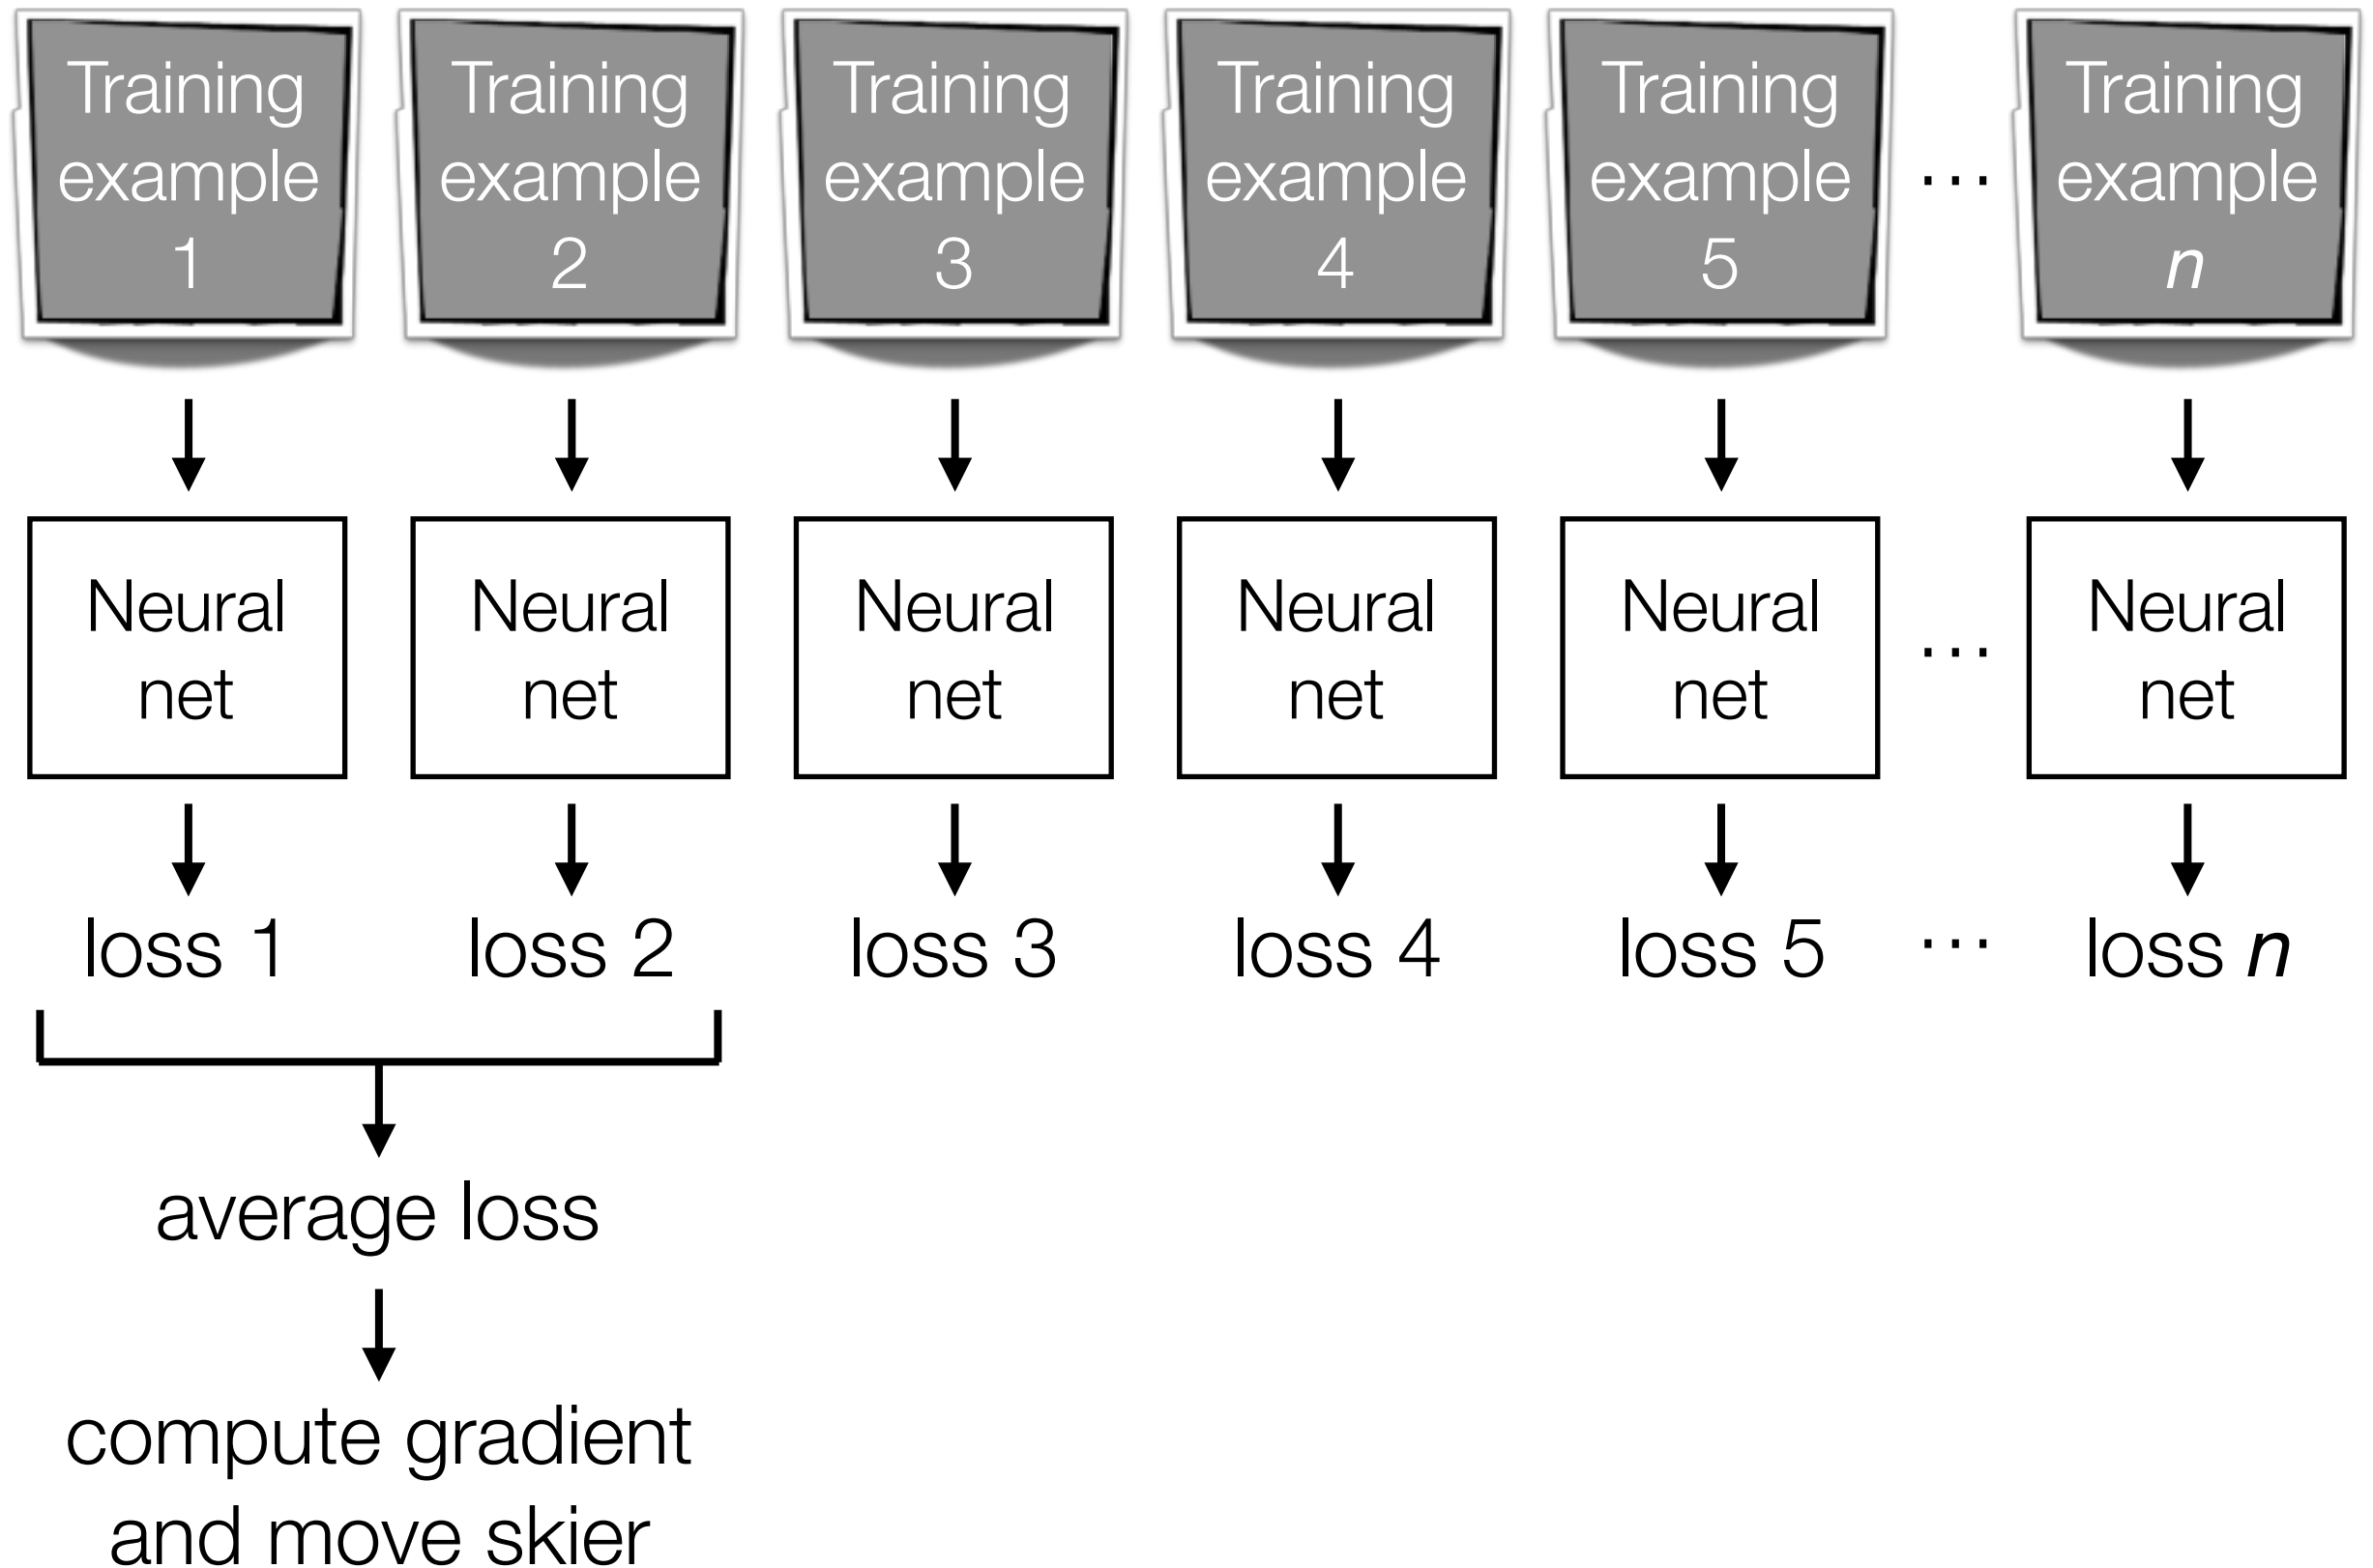 Training
example
1
Training
example
2
Training
example
3
Training
example
4
Training
example
5
...
Training
example
n
Neural
net
Neural
net
Neural
net
Neural
net
Neural
net
...
Neural
net
loss 1
loss 2
loss 3
loss 4
loss 5
...
loss n
average loss
compute gradient
and move skier